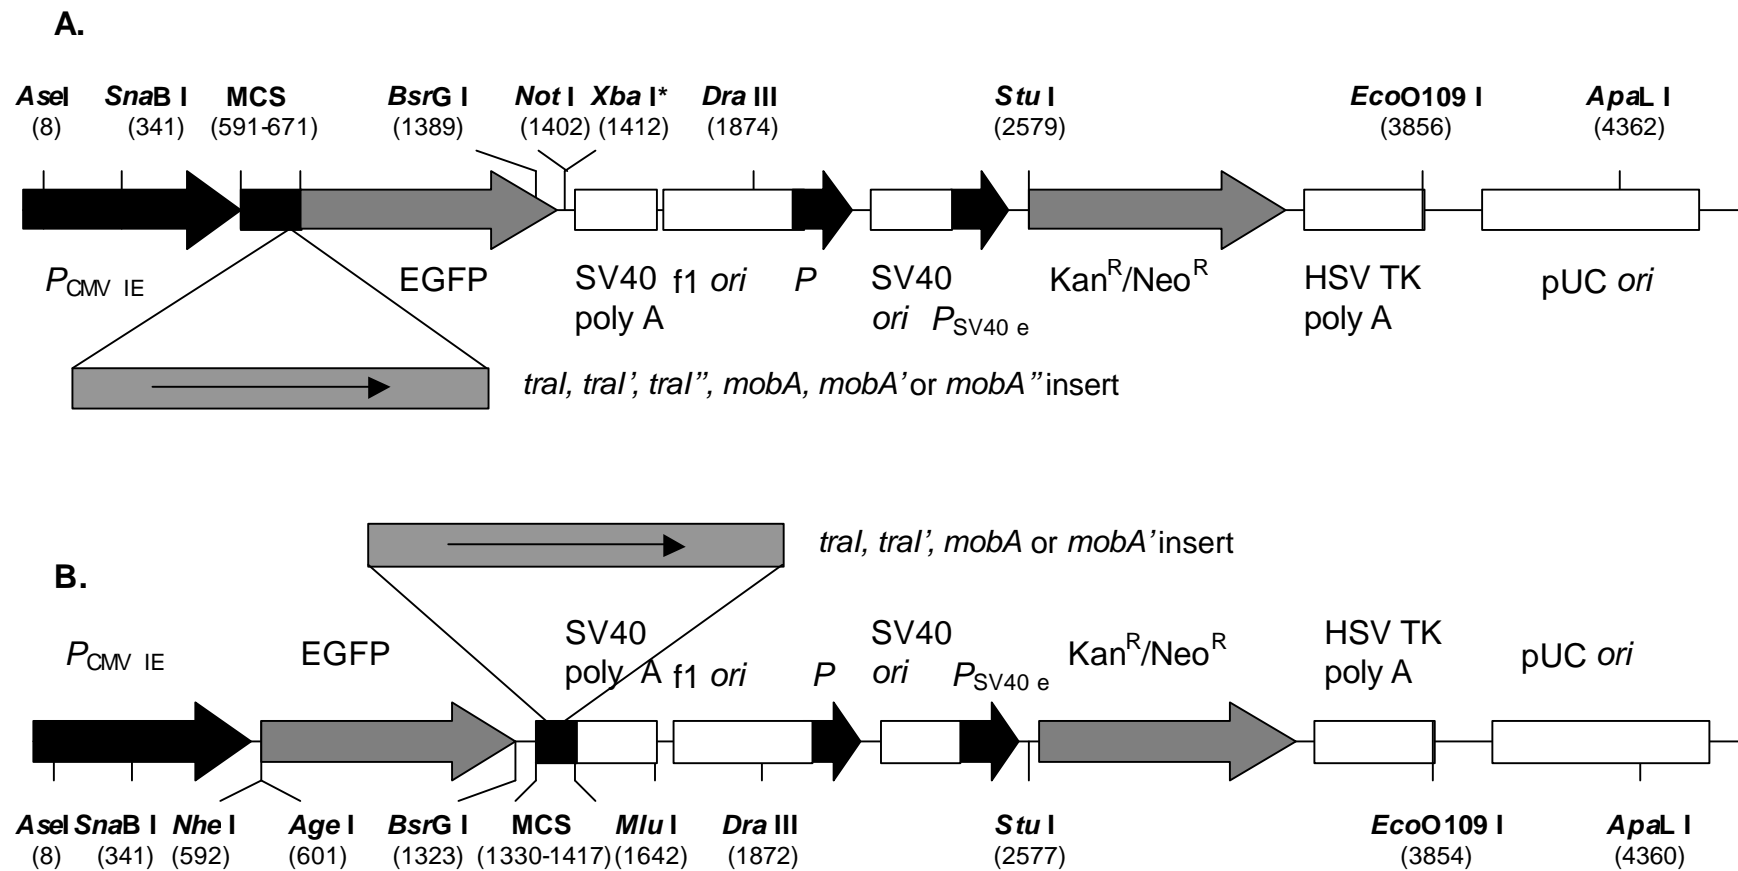 A.
AseI SnaB I MCS BsrG I Not I Xba I* Dra III Stu I EcoO109 I ApaL I
(8) (341) (591-671) (1389) (1402) (1412) (1874) (2579) (3856) (4362)
PCMV IE EGFP SV40 f1 ori P SV40 KanR/NeoR HSV TK pUC ori
poly A ori PSV40 e poly A
traI, traI’, traI’’, mobA, mobA’ or mobA’’ insert
traI, traI’, mobA or mobA’ insert
B.
PCMV IE EGFP SV40 SV40 KanR/NeoR HSV TK pUC ori
poly A f1 ori P ori PSV40 e poly A
AseI SnaB I Nhe I Age I BsrG I MCS Mlu I Dra III Stu I EcoO109 I ApaL I
(8) (341) (592) (601) (1323) (1330-1417) (1642) (1872) (2577) (3854) (4360)